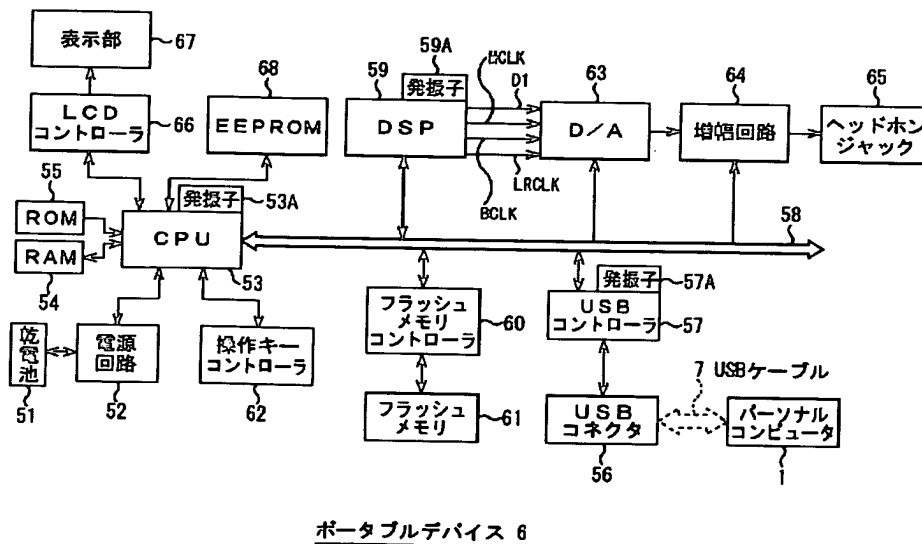 表示部
67
LCD
コントローラ
66
68
EEPROM
59
59A
発振子
DSP
D1
MCLK
BCLK
LRCLK
63
D/A
64
増幅回路
65
ヘッドホン
ジャック
55
ROM
RAM
54
発振子
53A
CPU
53
58
乾電池
51
電源
回路
52
操作キー
コントローラ
62
フラッシュ
メモリ
コントローラ
60
フラッシュ
メモリ
61
発振子
57A
USB
コントローラ
57
7 USBケーブル
USB
コネクタ
56
パーソナル
コンピュータ
1
ポータブルデバイス 6